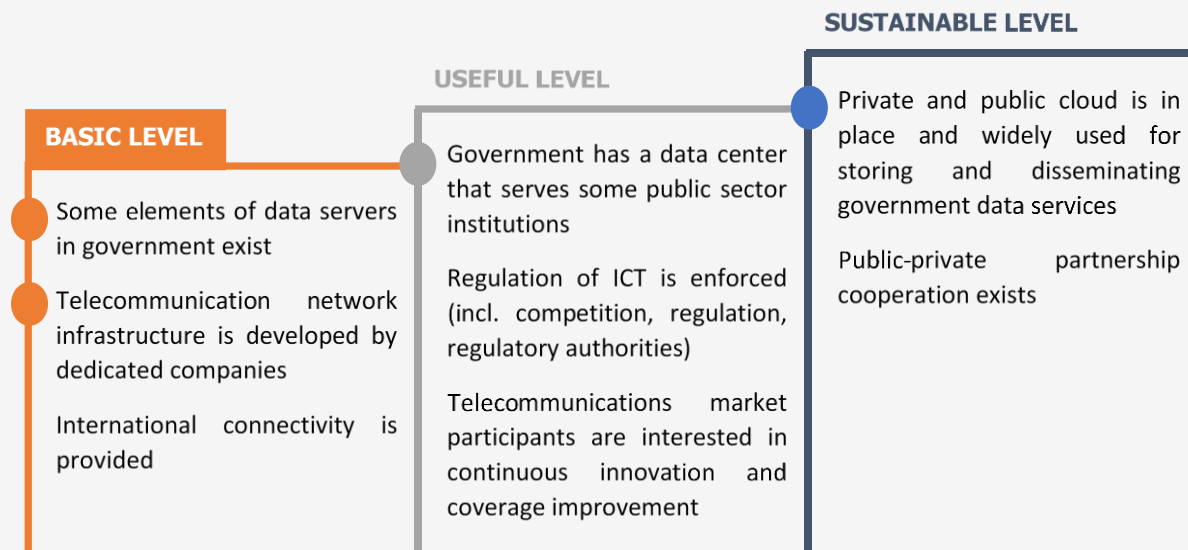 BASIC LEVEL
Some elements of data servers
in government exist
Telecommunication network
infrastructure is developed by
dedicated companies
International connectivity is
provided
USEFUL LEVEL
Government has a data center
that serves some public sector
institutions
Regulation of ICT is enforced
(incl. competition, regulation,
regulatory authorities)
Telecommunications market
participants are interested in
continuous innovation and
coverage improvement
SUSTAINABLE LEVEL
Private and public cloud is in
place and widely used for
storing and disseminating
government data services
Public-private partnership
cooperation exists